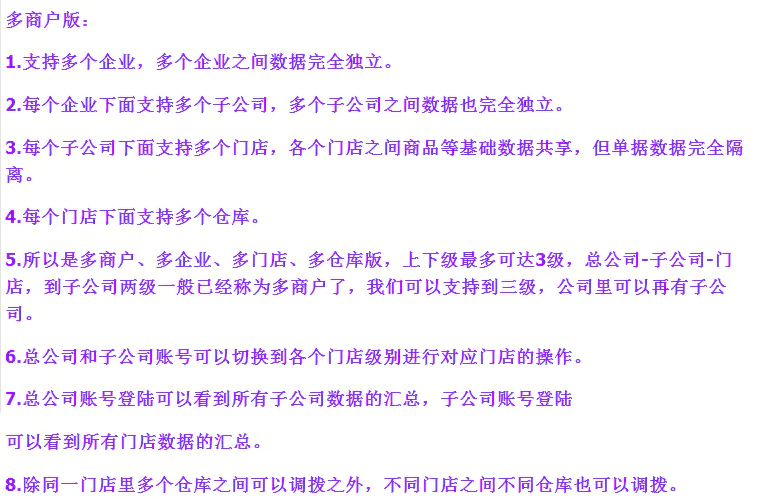 多商户版：
1.支持多个企业，多个企业之间数据完全独立。
2.每个企业下面支持多个子公司，多个子公司之间数据也完全独立。
3.每个子公司下面支持多个门店，各个门店之间商品等基础数据共享，但单据数据完全隔
离。
4.每个门店下面支持多个仓库。
5.所以是多商户、多企业、多门店、多仓库版，上下级最多可达3级，总公司-子公司-门
店，到子公司两级一般已经称为多商户了，我们可以支持到三级，公司里可以再有子公
司。
6.总公司和子公司账号可以切换到各个门店级别进行对应门店的操作。
7.总公司账号登陆可以看到所有子公司数据的汇总，子公司账号登陆
可以看到所有门店数据的汇总。
8.除同一门店里多个仓库之间可以调拨之外，不同门店之间不同仓库也可以调拨。